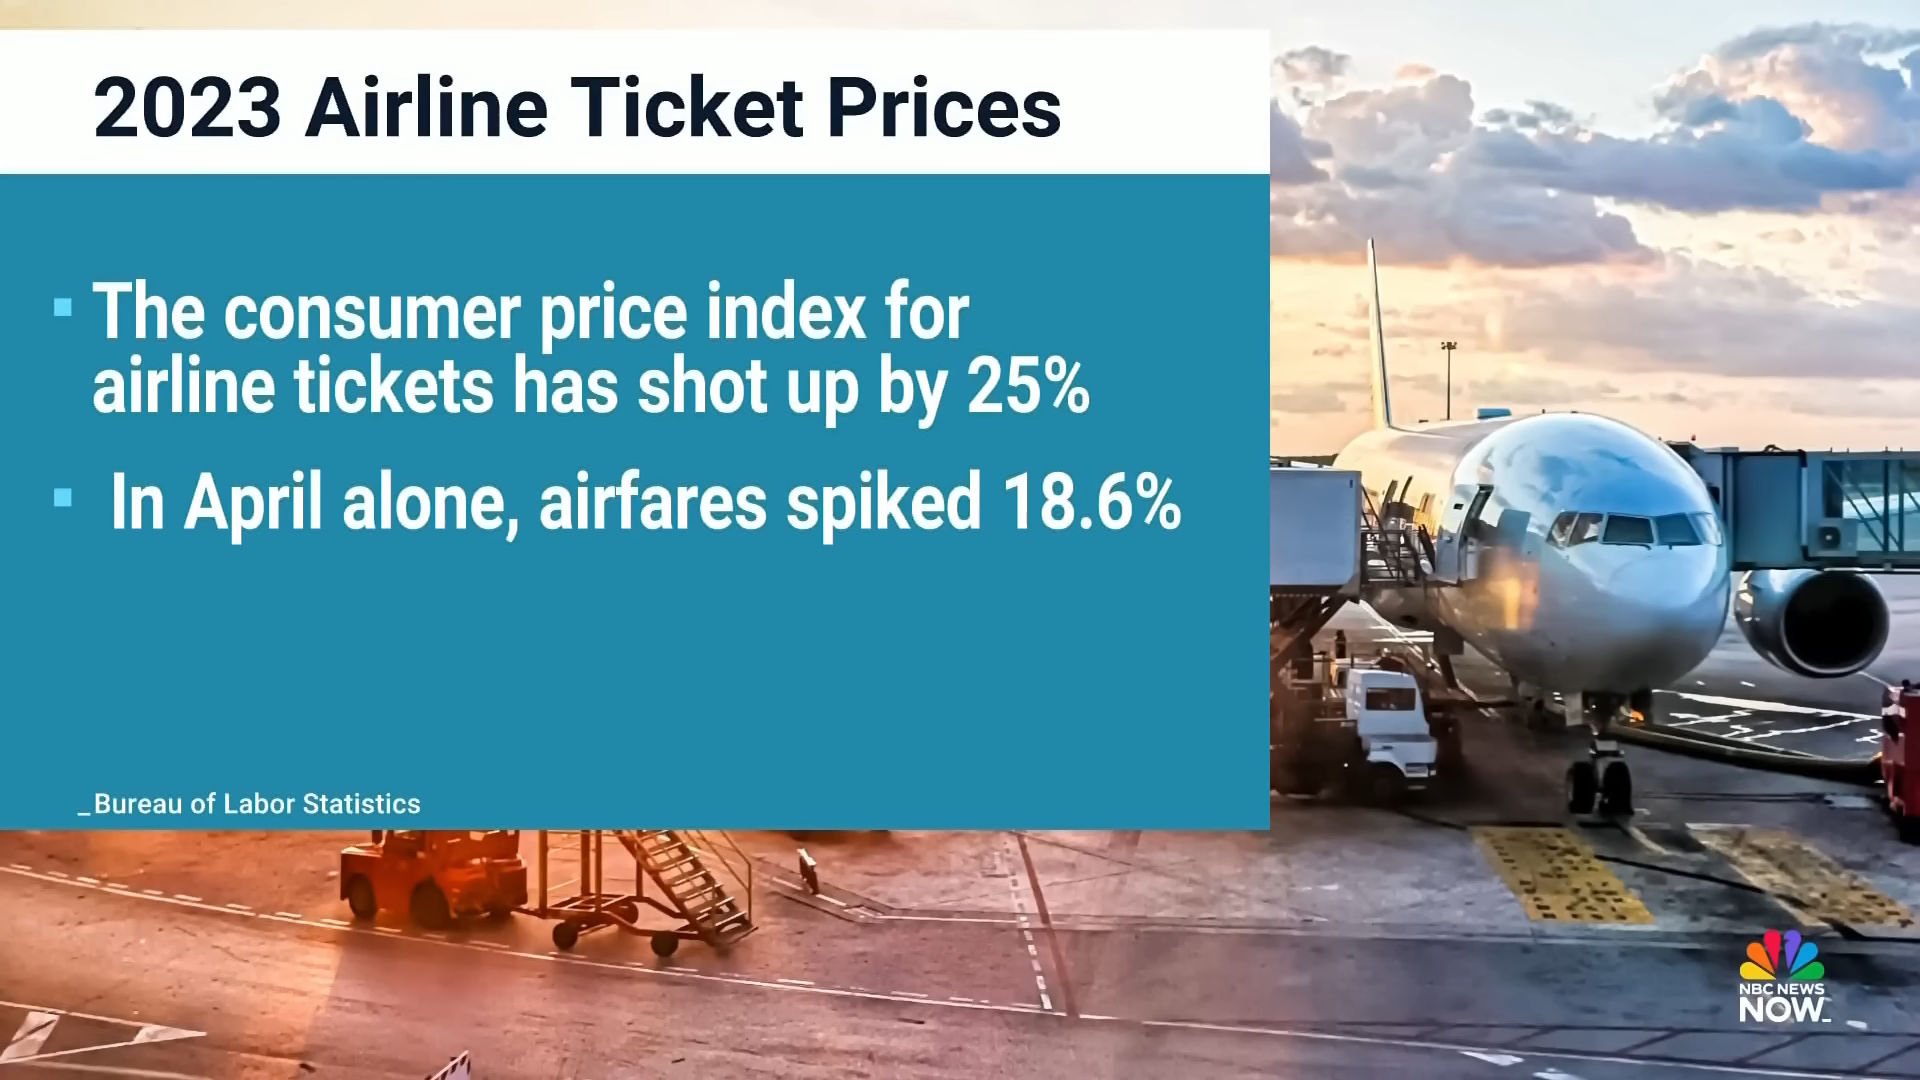 2023 Airline Ticket Prices
▪ The consumer price index for
airline tickets has shot up by 25%
▪ In April alone, airfares spiked 18.6%
_Bureau of Labor Statistics
NBC NEWS
NOW_